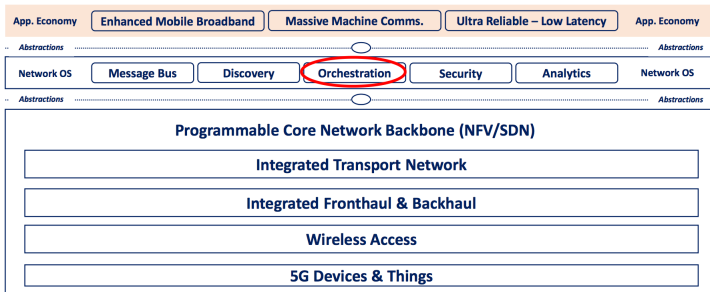 App. Economy Enhanced Mobile Broadband Massive Machine Comms. Ultra Reliable – Low Latency App. Economy
Abstractions Abstractions
Network OS Message Bus Discovery Orchestration Security Analytics Network OS
Abstractions Abstractions
Programmable Core Network Backbone (NFV/SDN)
Integrated Transport Network
Integrated Fronthaul & Backhaul
Wireless Access
5G Devices & Things